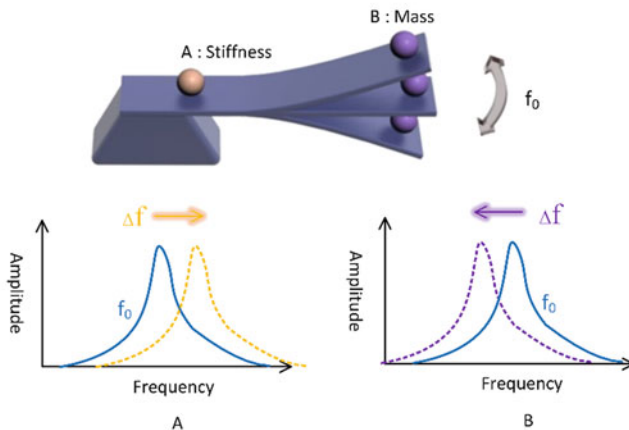 B : Mass
A : Stiffness
f₀
Δf
Δf
Amplitude
f₀
Amplitude
f₀
Frequency
Frequency
A
B